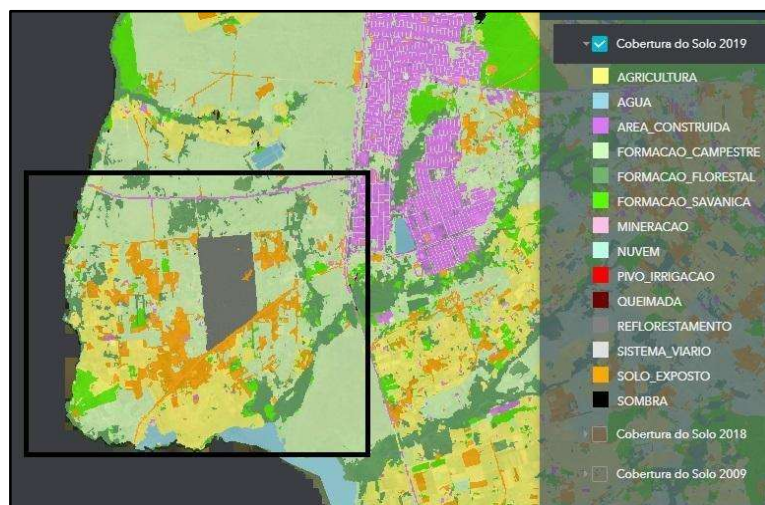 Cobertura do Solo 2019
AGRICULTURA
AGUA
AREA_CONSTRUIDA
FORMACAO_CAMPESTRE
FORMACAO_FLORESTAL
FORMACAO_SAVANICA
MINERACAO
NUVEM
PIVO_IRRIGACAO
QUEIMADA
REFLORESTAMENTO
SISTEMA_VIARIO
SOLO_EXPOSTO
SOMBRA
Cobertura do Solo 2018
Cobertura do Solo 2009